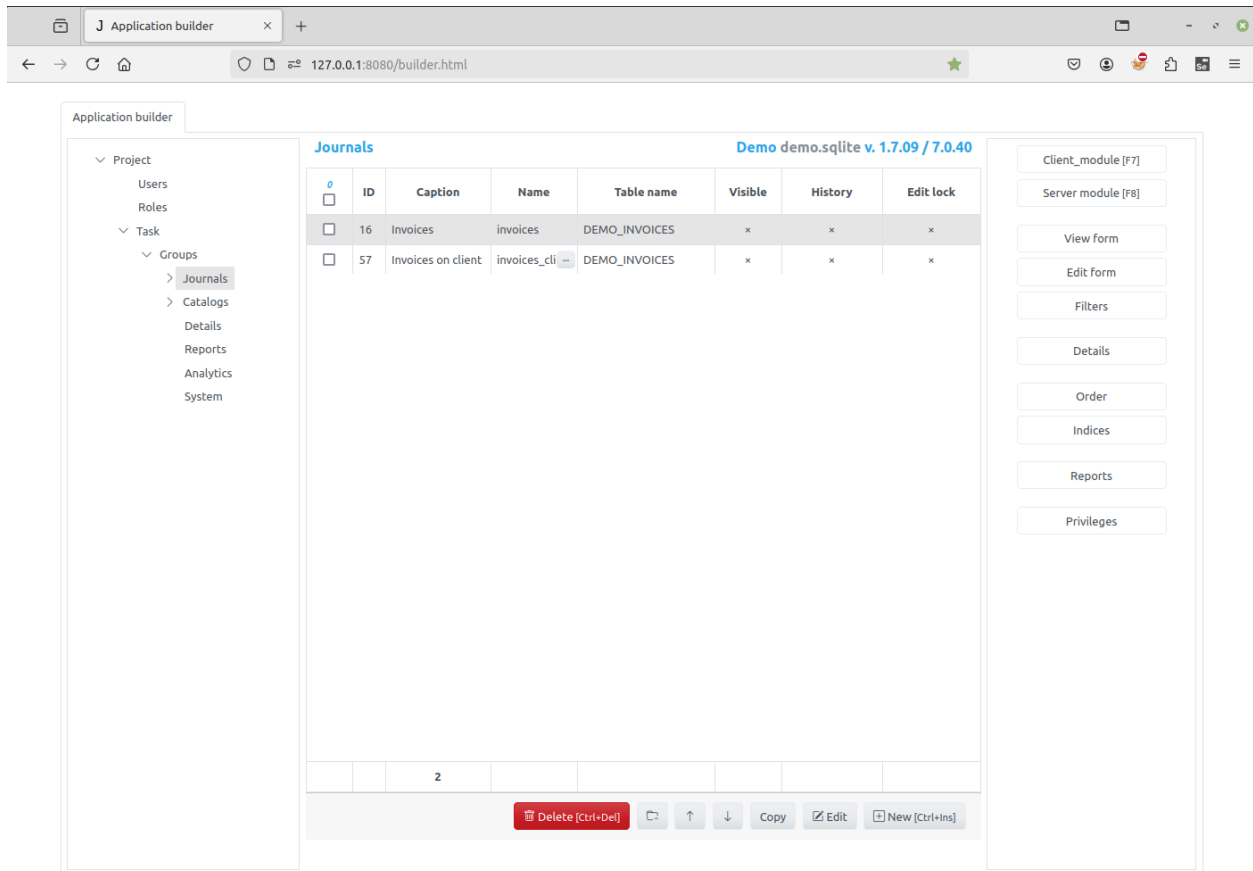 J Application builder
127.0.0.1:8080/builder.html
Se
Application builder
Project
Users
Roles
Task
Groups
Journals
Catalogs
Details
Reports
Analytics
System
Journals Demo demo.sqlite v. 1.7.09 / 7.0.40
0 ID Caption Name Table name Visible History Edit lock
16 Invoices invoices DEMO_INVOICES × × ×
57 Invoices on client invoices_cli ... DEMO_INVOICES × × ×
2
Delete [Ctrl+Del] Copy Edit New [Ctrl+Ins]
Client_module [F7]
Server module [F8]
View form
Edit form
Filters
Details
Order
Indices
Reports
Privileges